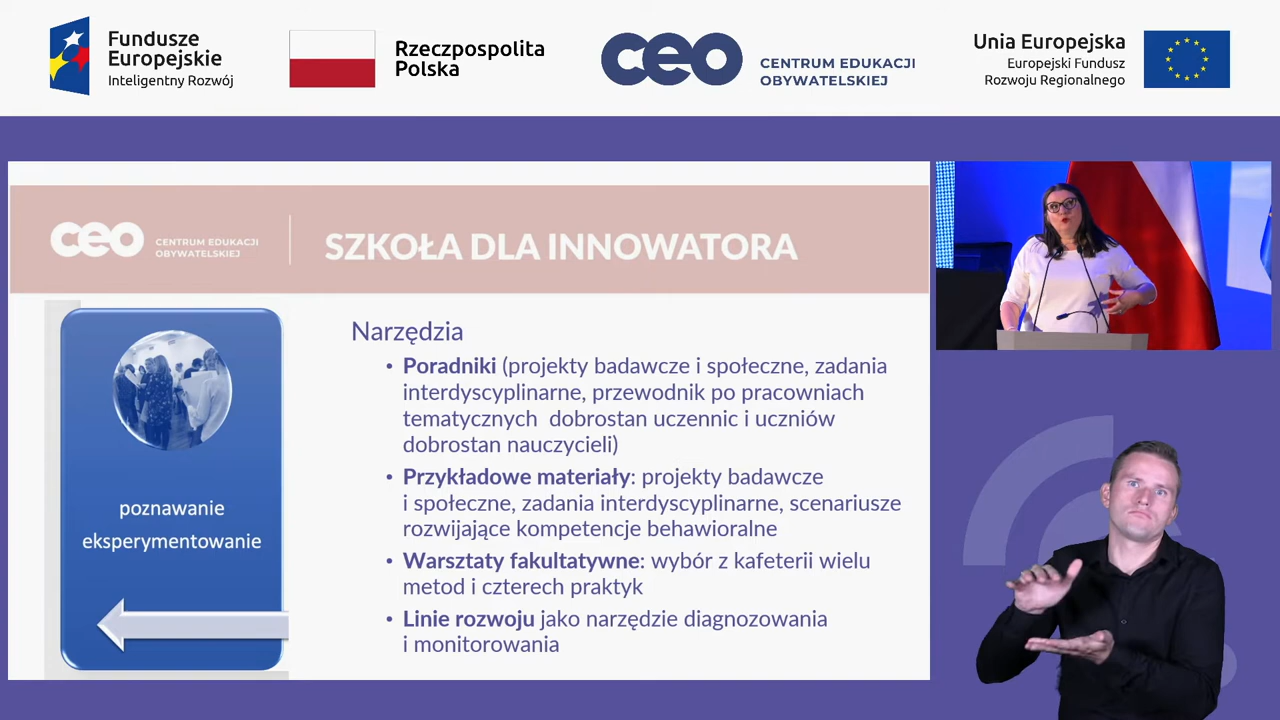 Fundusze
Europejskie
Inteligentny Rozwój
Rzeczpospolita
Polska
ceo
CENTRUM EDUKACJI
OBYWATELSKIEJ
Unia Europejska
Europejski Fundusz
Rozwoju Regionalnego
ceo
CENTRUM EDUKACJI
OBYWATELSKIEJ
SZKOŁA DLA INNOWATORA
poznawanie
eksperymentowanie
Narzędzia
• Poradniki (projekty badawcze i społeczne, zadania
interdyscyplinarne, przewodnik po pracowniach
tematycznych  dobrostan uczennic i uczniów
dobrostan nauczycieli)
• Przykładowe materiały: projekty badawcze
i społeczne, zadania interdyscyplinarne, scenariusze
rozwijające kompetencje behawioralne
• Warsztaty fakultatywne: wybór z kafeterii wielu
metod i czterech praktyk
• Linie rozwoju jako narzędzie diagnozowania
i monitorowania